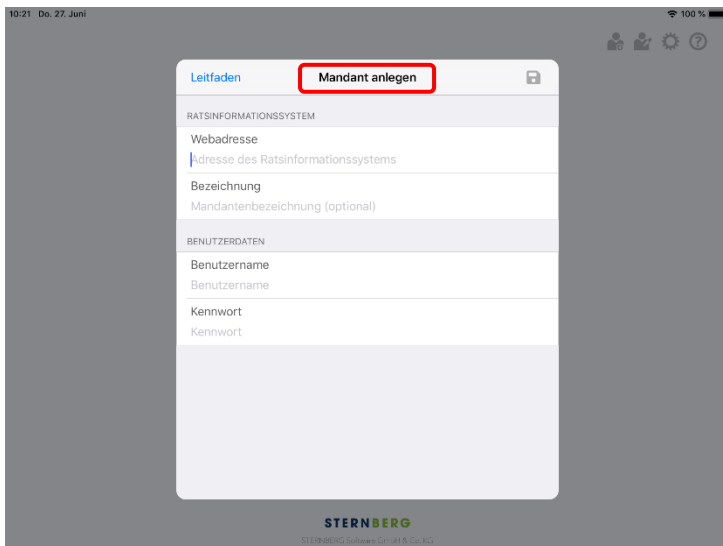 10:21 Do. 27. Juni
100 %
Leitfaden
Mandant anlegen
RATSINFORMATIONSSYSTEM
Webadresse
Adresse des Ratsinformationssystems
Bezeichnung
Mandantenbezeichnung (optional)
BENUTZERDATEN
Benutzername
Benutzername
Kennwort
Kennwort
STERNBERG
STERNBERG Software GmbH & Co. KG